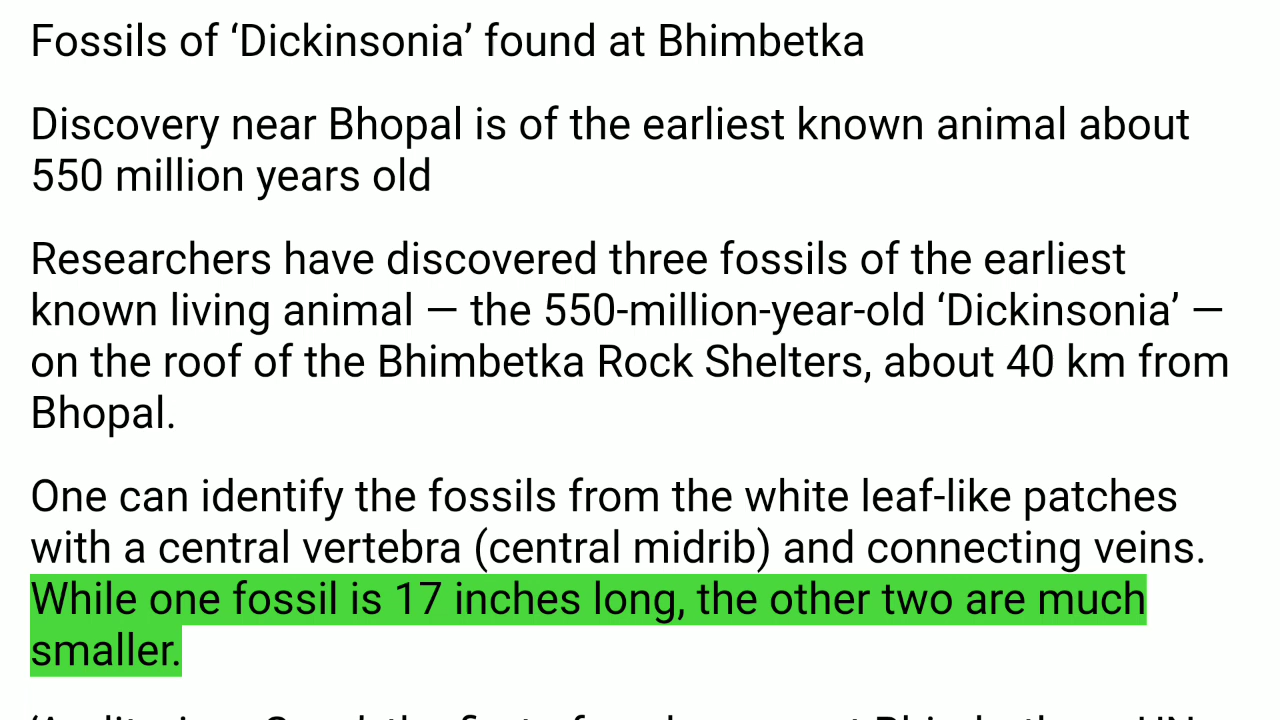 Fossils of ‘Dickinsonia’ found at Bhimbetka
Discovery near Bhopal is of the earliest known animal about
550 million years old
Researchers have discovered three fossils of the earliest
known living animal — the 550-million-year-old ‘Dickinsonia’ —
on the roof of the Bhimbetka Rock Shelters, about 40 km from
Bhopal.
One can identify the fossils from the white leaf-like patches
with a central vertebra (central midrib) and connecting veins.
While one fossil is 17 inches long, the other two are much
smaller.